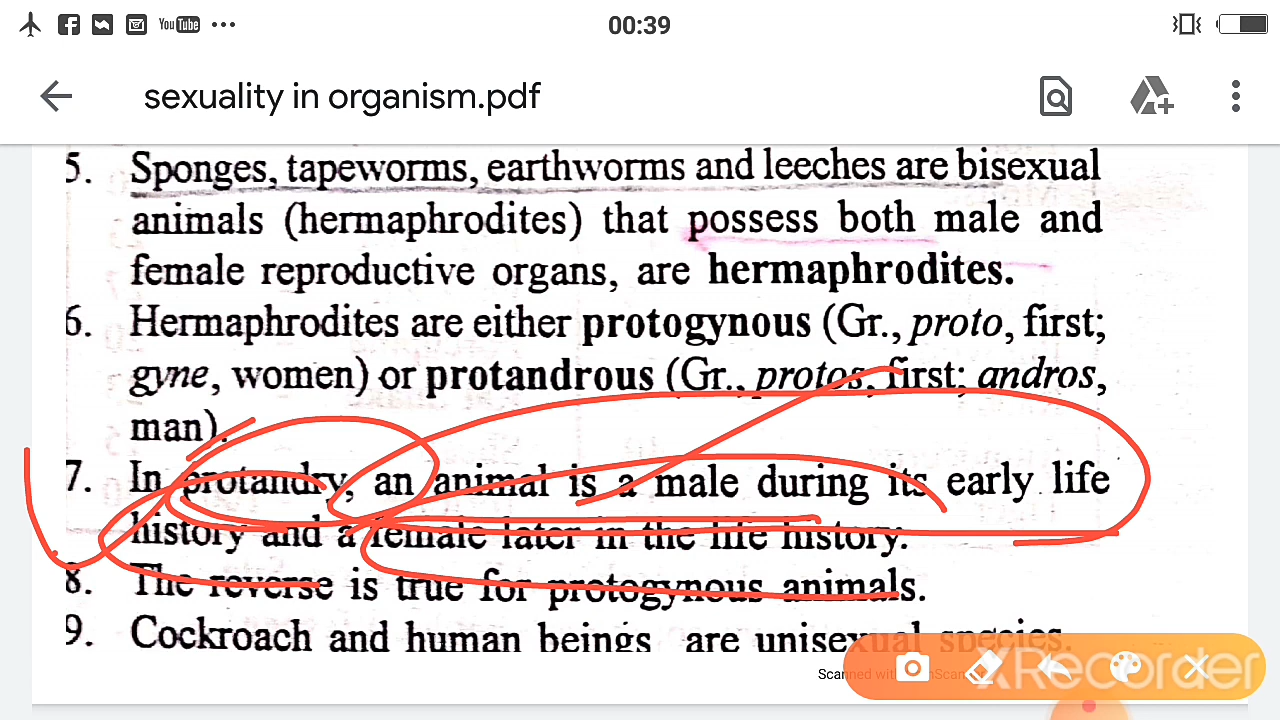 YouTube
00:39
sexuality in organism.pdf
5. Sponges, tapeworms, earthworms and leeches are bisexual
animals (hermaphrodites) that possess both male and
female reproductive organs, are hermaphrodites.
6. Hermaphrodites are either protogynous (Gr., proto, first;
gyne, women) or protandrous (Gr., protos, first; andros,
man).
7. In protandry, an animal is a male during its early life
history and a female later in the life history.
8. The reverse is true for protogynous animals.
9. Cockroach and human beings are unisexual species.
Scanned
XRecorder